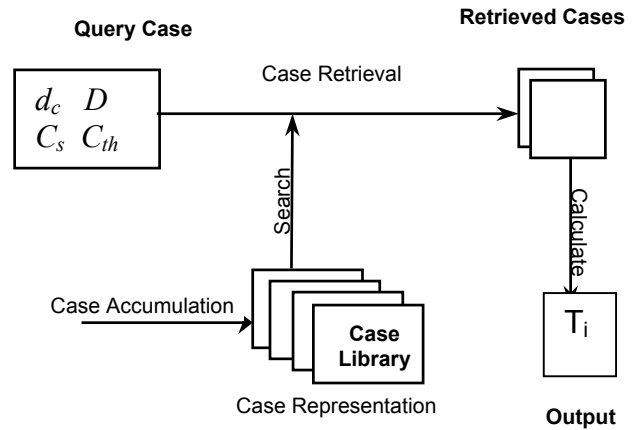 Query Case
Retrieved Cases
Case Retrieval
d_c D
C_s C_th
Search
Calculate
Case Accumulation
Case
Library
T_i
Case Representation
Output